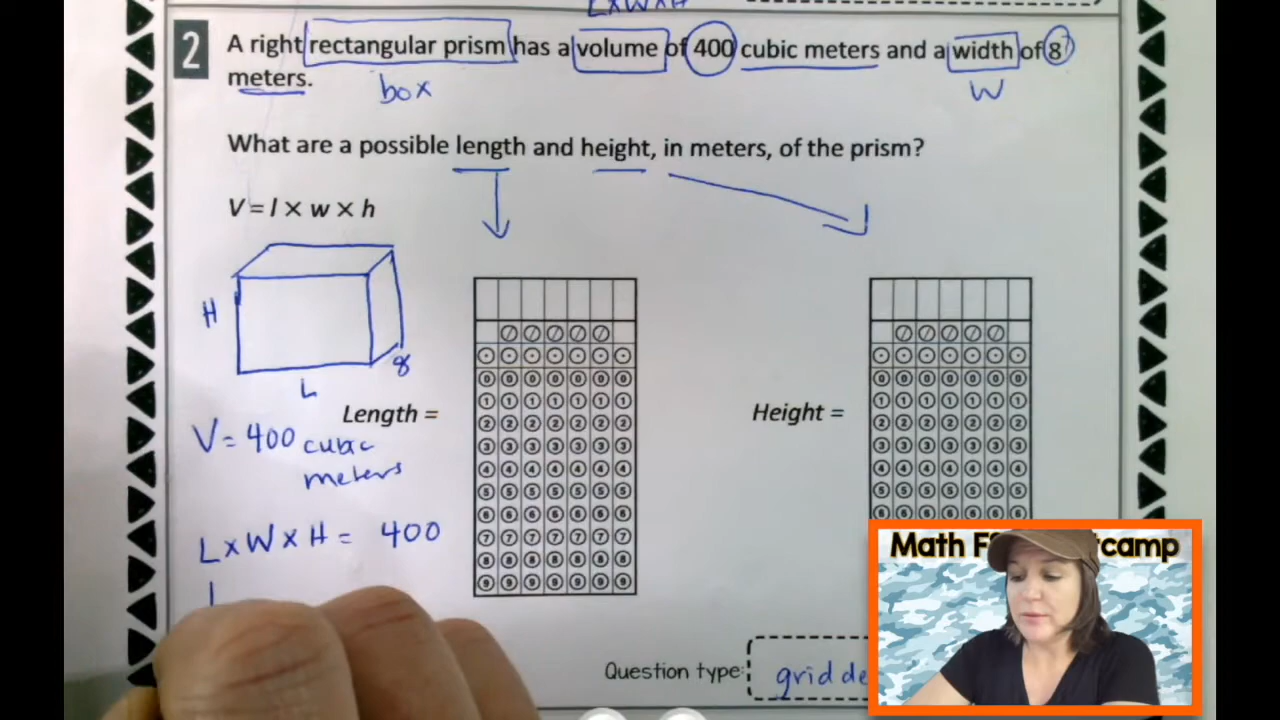 L x W x H
2 A right rectangular prism has a volume of 400 cubic meters and a width of 8
meters.
box W
What are a possible length and height, in meters, of the prism?
V = l × w × h
H
8
L
Length =
Height =
V = 400 cubic
meters
L x W x H = 400
L
Question type: gridde
Math F camp